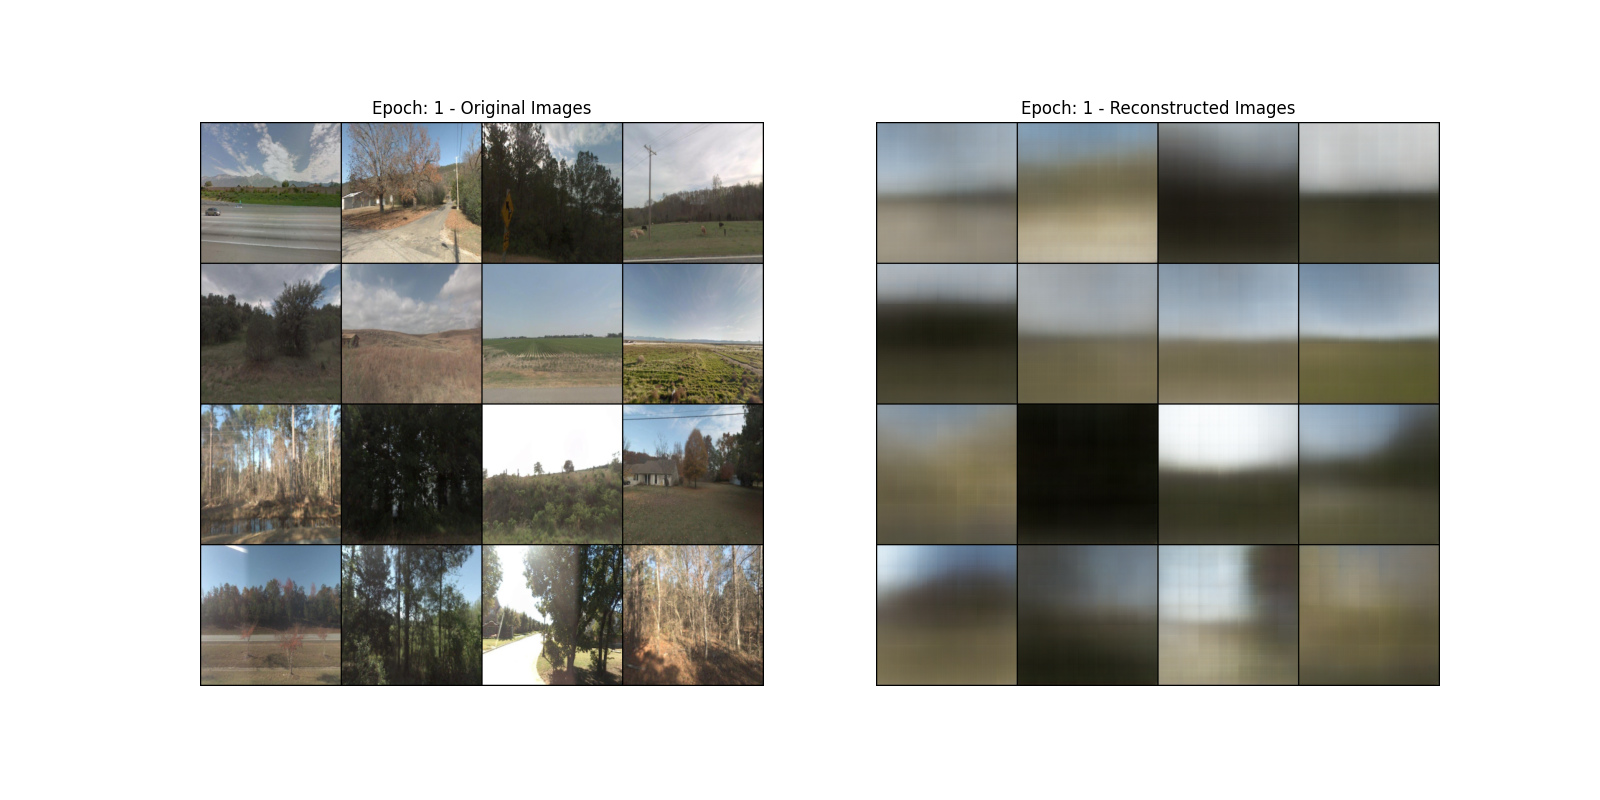 Epoch: 1 - Original Images
Epoch: 1 - Reconstructed Images